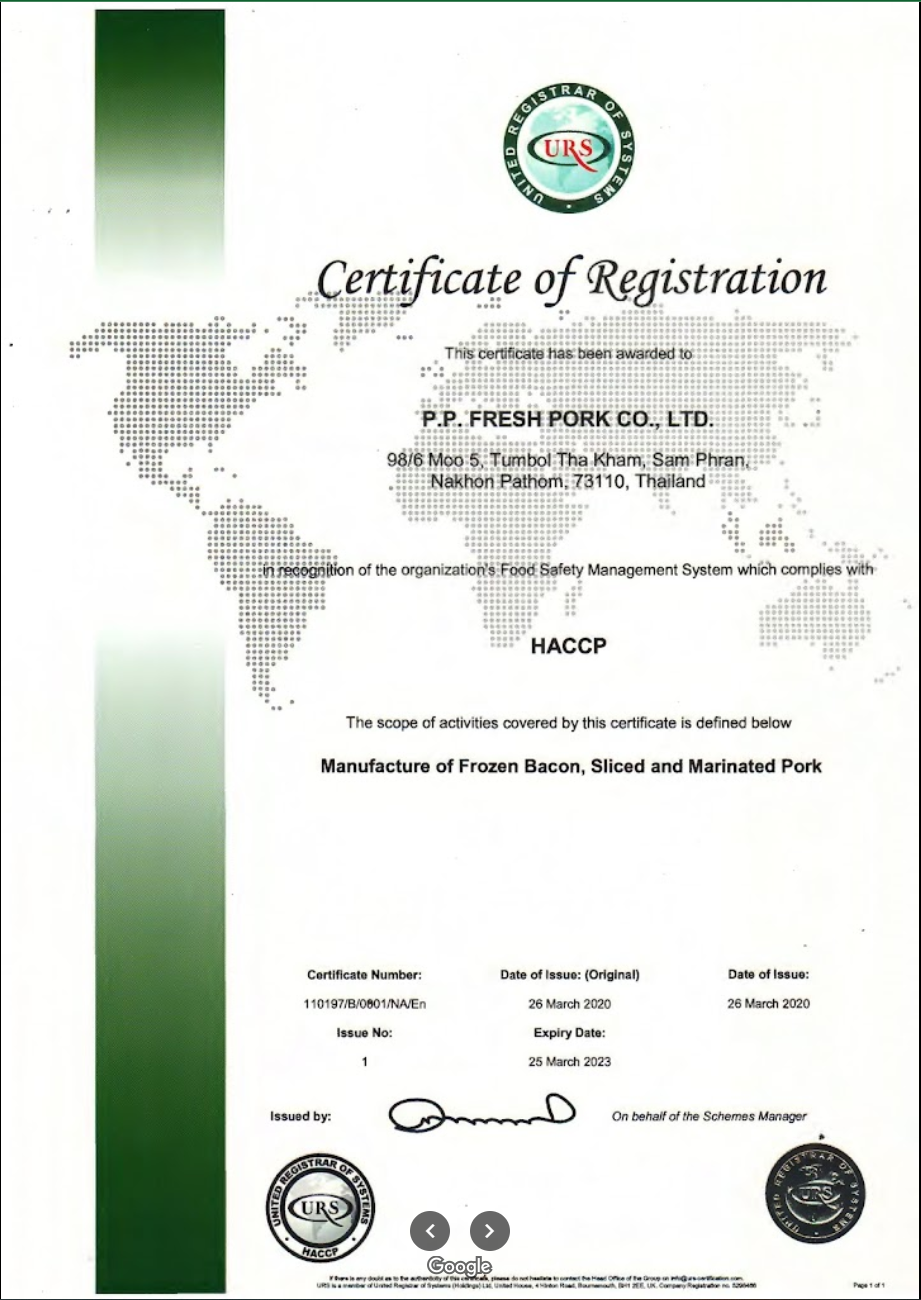 UNITED REGISTRAR OF SYSTEMS
URS
Certificate of Registration
This certificate has been awarded to
P.P. FRESH PORK CO., LTD.
98/6 Moo 5, Tumbol Tha Kham, Sam Phran,
Nakhon Pathom, 73110, Thailand
in recognition of the organization's Food Safety Management System which complies with
HACCP
The scope of activities covered by this certificate is defined below
Manufacture of Frozen Bacon, Sliced and Marinated Pork
Certificate Number: Date of Issue: (Original) Date of Issue:
110197/B/0001/NA/En 26 March 2020 26 March 2020
Issue No: Expiry Date:
1 25 March 2023
Issued by: On behalf of the Schemes Manager
UNITED REGISTRAR OF SYSTEMS
URS
HACCP
UNITED REGISTRAR OF SYSTEMS
URS
Google
If there is any doubt as to the authenticity of this certificate, please do not hesitate to contact the Head Office of the Group on info@urs-certification.com.
URS is a member of United Registrar of Systems (Holdings) Ltd, United House, 4 Hinton Road, Bournemouth, BH1 2EE, UK. Company Registration no. Page 1 of 1